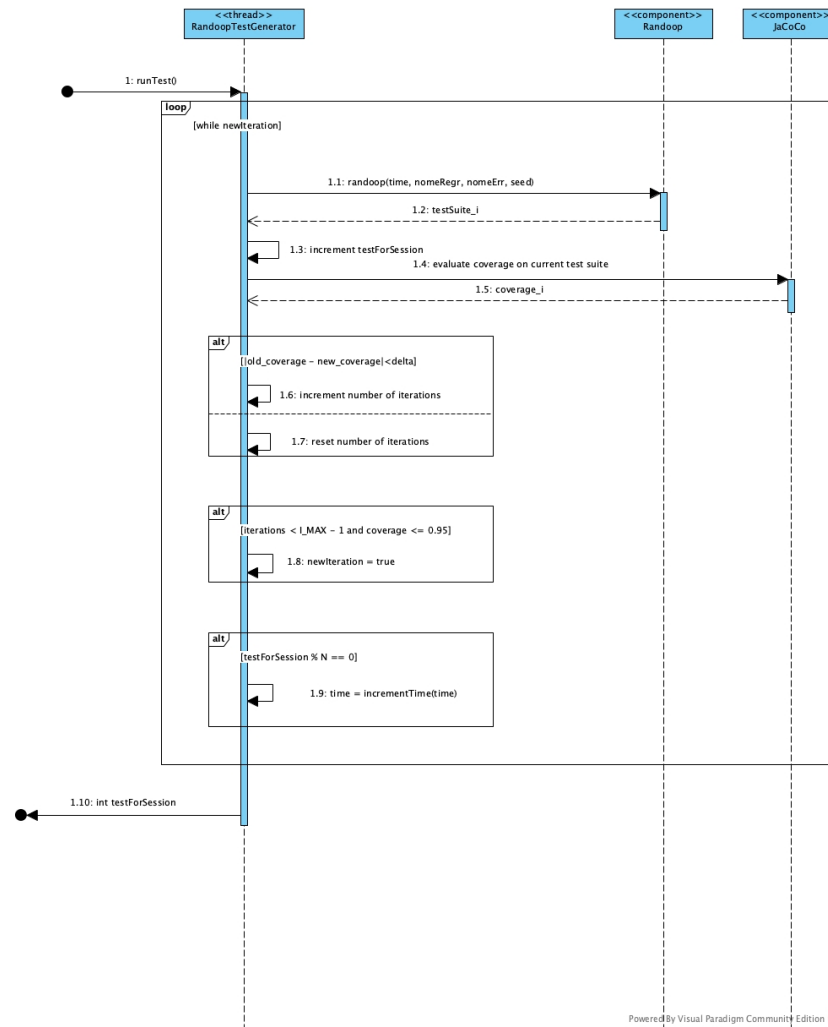 <<thread>>
RandoopTestGenerator
<<component>>
Randoop
<<component>>
JaCoCo
1: runTest()
loop
[while newIteration]
1.1: randoop(time, nomeRegr, nomeErr, seed)
1.2: testSuite_i
1.3: increment testForSession
1.4: evaluate coverage on current test suite
1.5: coverage_i
alt
[|old_coverage - new_coverage|<delta]
1.6: increment number of iterations
1.7: reset number of iterations
alt
[iterations < I_MAX - 1 and coverage <= 0.95]
1.8: newIteration = true
alt
[testForSession % N == 0]
1.9: time = incrementTime(time)
1.10: int testForSession
Powered By Visual Paradigm Community Edition